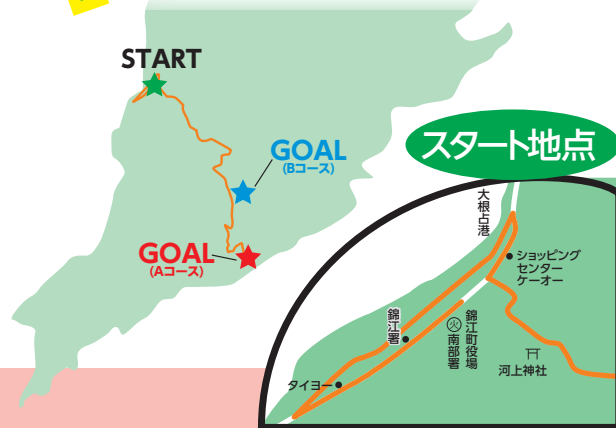 START
GOAL
(Bコース)
GOAL
(Aコース)
スタート地点
大根占港
ショッピング
センター
ケーオー
錦江署
錦江町役場
火
南部署
河上神社
タイヨー